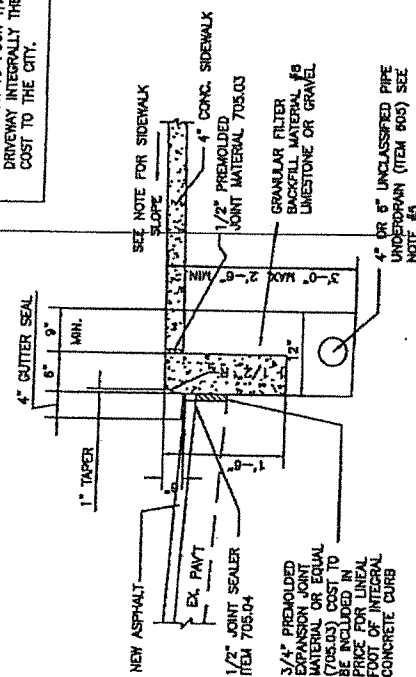 DRIVEWAY INTEGRALLY THE
COST TO THE CITY.
SEE NOTE FOR SIDEWALK
SLOPE
4" CONC. SIDEWALK
1/2" PREMOLDED
JOINT MATERIAL 705.03
GRANULAR FILTER
BACKFILL MATERIAL #8
LIMESTONE OR GRAVEL
4" OR 6" UNCLASSIFIED PIPE
UNDERDRAIN (ITEM 605) SEE
NOTE #5
4" GUTTER SEAL
6"
9"
MIN.
1" TAPER
3'-0" MAX 2'-6" MIN
12"
1'-6"
6"
NEW ASPHALT
EX. PAV'T
1/2" JOINT SEALER
ITEM 705.04
3/4" PREMOLDED
EXPANSION JOINT
MATERIAL OR EQUAL
(705.03) COST TO
BE INCLUDED IN
PRICE FOR LINEAL
FOOT OF INTEGRAL
CONCRETE CURB